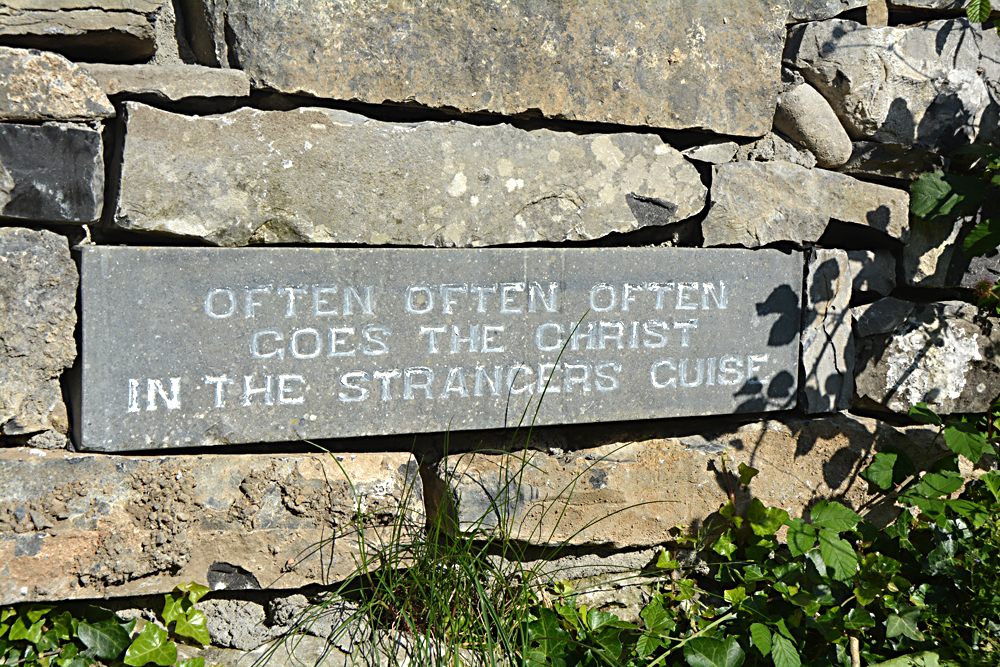 OFTEN OFTEN OFTEN
GOES THE CHRIST
IN THE STRANGERS' GUISE.